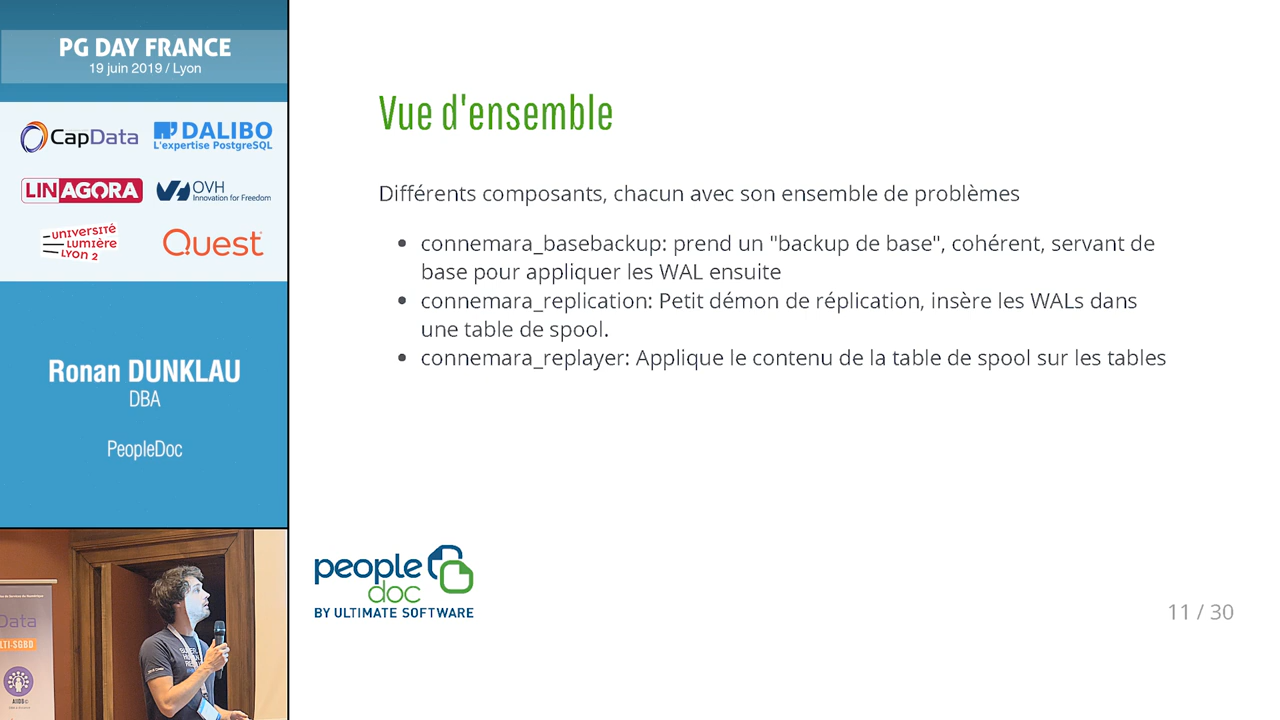 PG DAY FRANCE
19 juin 2019 / Lyon
CapData
DALIBO
L'expertise PostgreSQL
LINAGORA
OVH
Innovation for Freedom
UNIVERSITÉ
LUMIÈRE
LYON 2
Quest
Ronan DUNKLAU
DBA
PeopleDoc
Vue d'ensemble
Différents composants, chacun avec son ensemble de problèmes
• connemara_basebackup: prend un "backup de base", cohérent, servant de
base pour appliquer les WAL ensuite
• connemara_replication: Petit démon de réplication, insère les WALs dans
une table de spool.
• connemara_replayer: Applique le contenu de la table de spool sur les tables
people
doc
BY ULTIMATE SOFTWARE
11 / 30
Data
LTI-SGBD